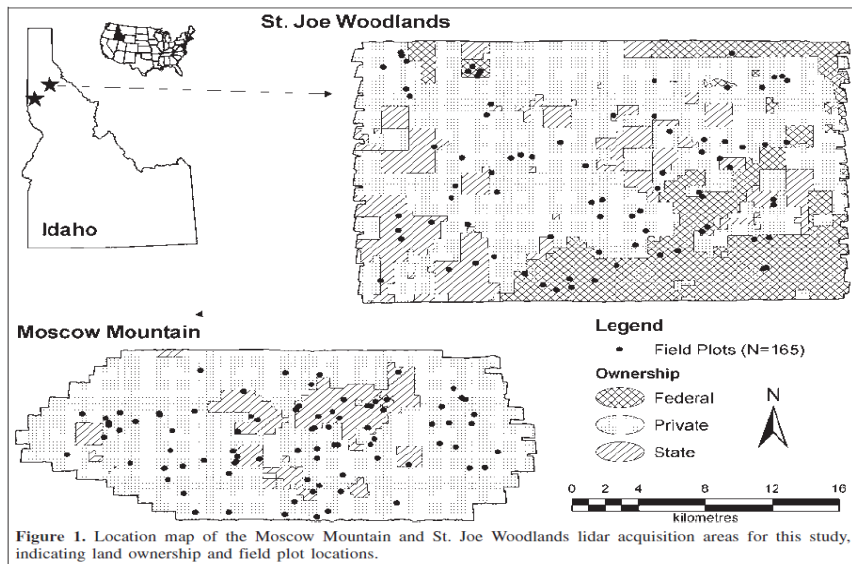 St. Joe Woodlands
Idaho
Moscow Mountain
Legend
Field Plots (N=165)
Ownership
Federal
Private
State
N
0 2 4 8 12 16
kilometres
Figure 1. Location map of the Moscow Mountain and St. Joe Woodlands lidar acquisition areas for this study,
indicating land ownership and field plot locations.